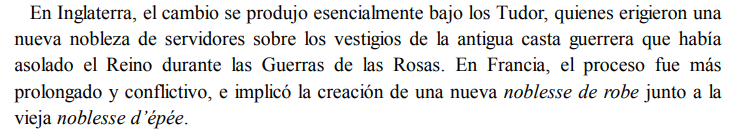 En Inglaterra, el cambio se produjo esencialmente bajo los Tudor, quienes erigieron una
nueva nobleza de servidores sobre los vestigios de la antigua casta guerrera que había
asolado el Reino durante las Guerras de las Rosas. En Francia, el proceso fue más
prolongado y conflictivo, e implicó la creación de una nueva noblesse de robe junto a la
vieja noblesse d’épée.